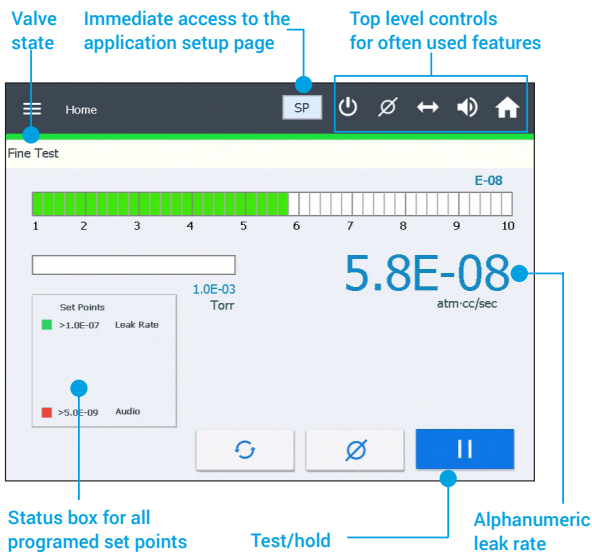 Valve
state
Immediate access to the
application setup page
Top level controls
for often used features
Home
SP
Fine Test
E-08
1 2 3 4 5 6 7 8 9 10
5.8E-08
atm·cc/sec
1.0E-03
Torr
Set Points
>1.0E-07 Leak Rate
>5.0E-09 Audio
Status box for all
programed set points
Test/hold
Alphanumeric
leak rate